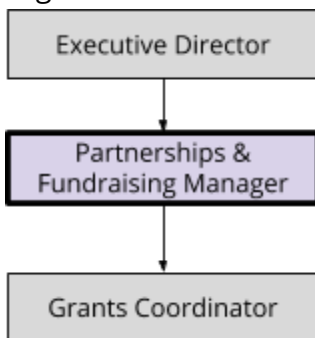 Executive Director
Partnerships &
Fundraising Manager
Grants Coordinator